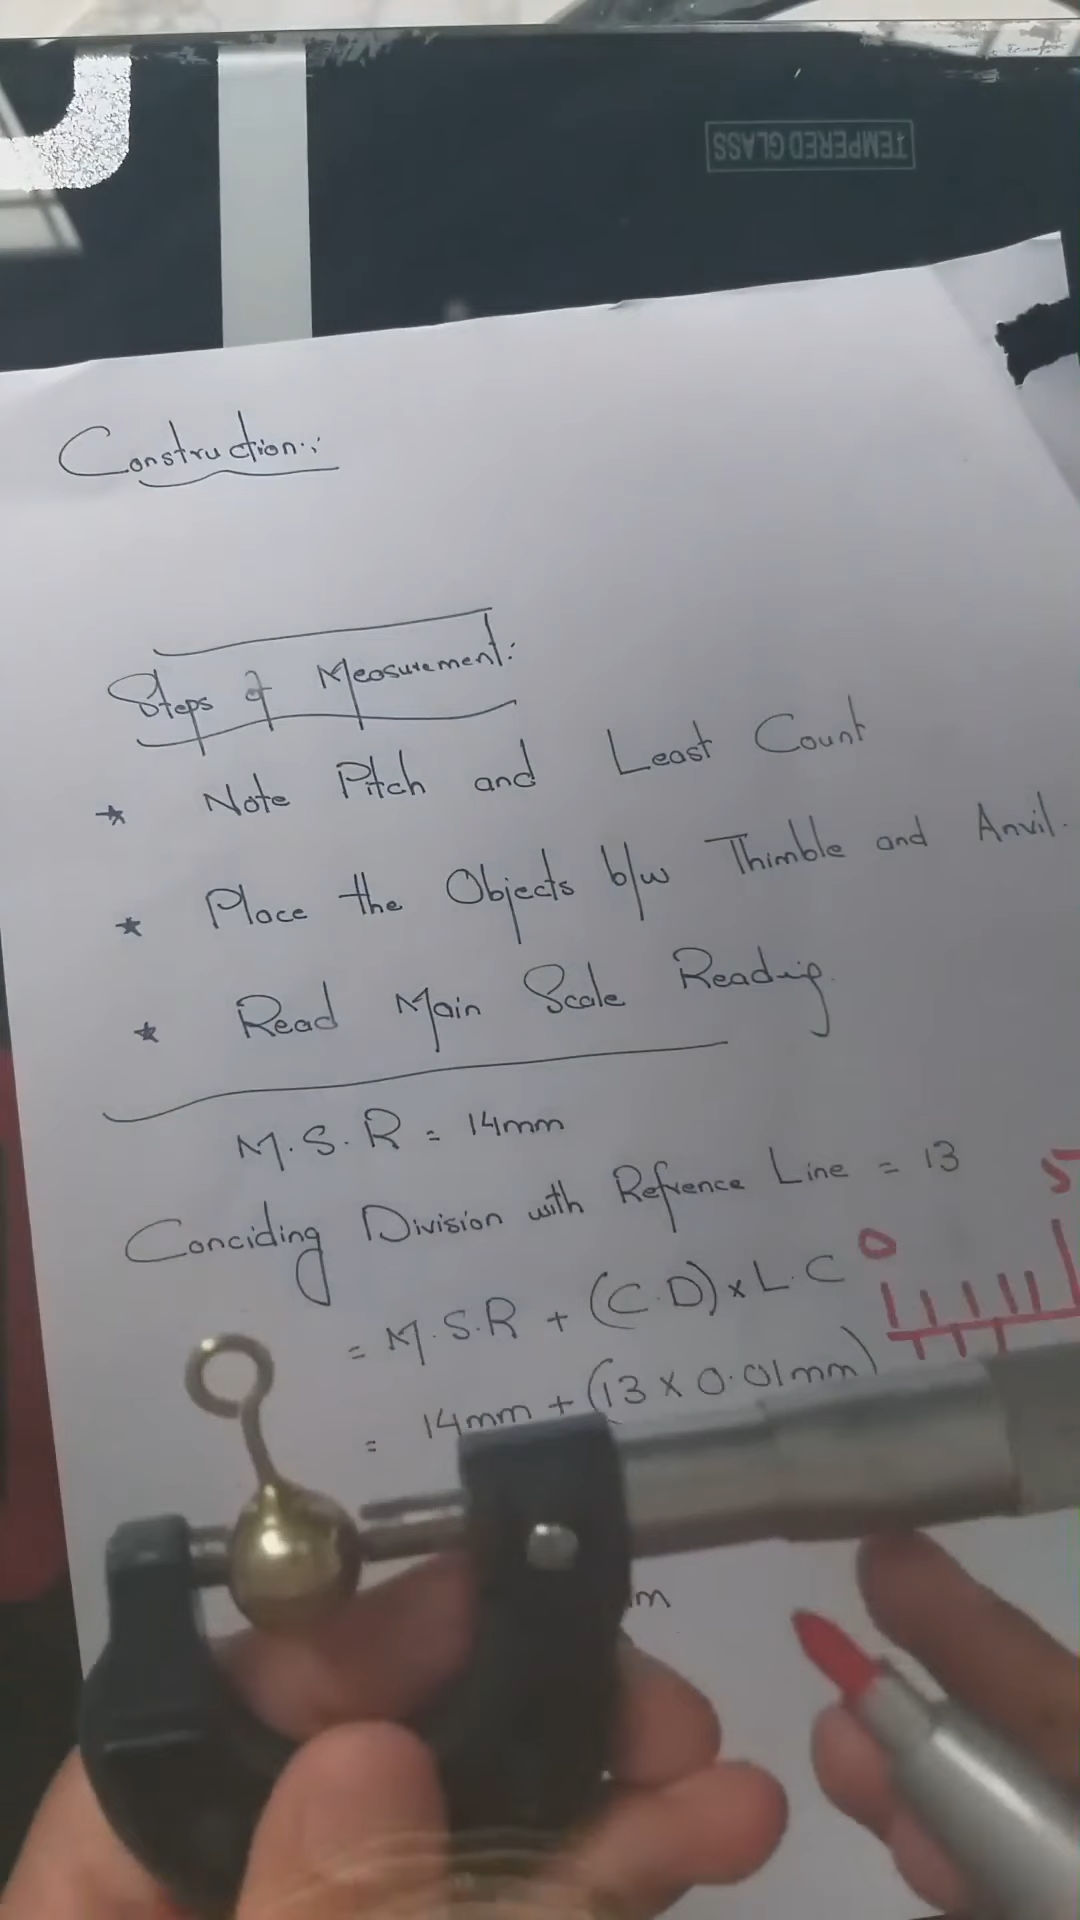 TEMPERED GLASS
Construction:
Steps of Measurement:
* Note Pitch and Least Count
* Place the Objects b/w Thimble and Anvil.
* Read Main Scale Reading.
M.S.R = 14mm
Conciding Division with Refrence Line = 13
= M.S.R + (C.D) x L.C
0 5
= 14mm + (13 x 0.01mm)
m